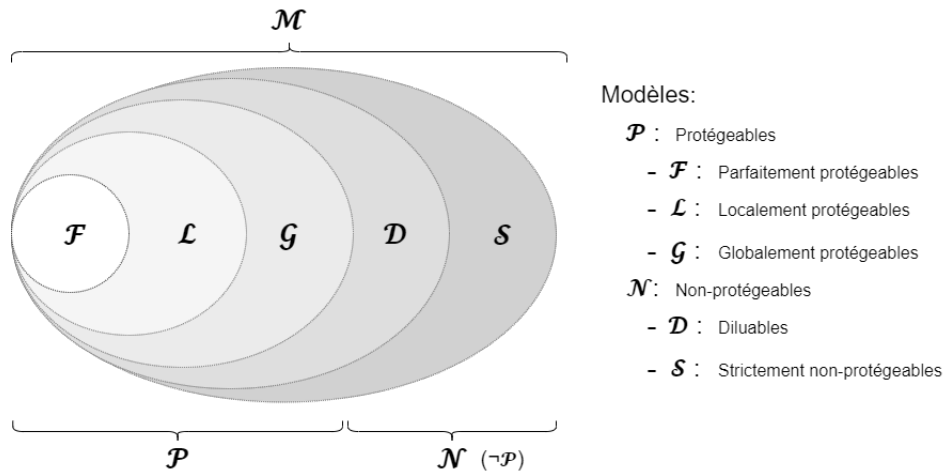 𝓜
𝓕 𝓛 𝓖 𝓓 𝓢
𝓟 𝓝 (¬𝓟)
Modèles:
𝓟 : Protégeables
- 𝓕 : Parfaitement protégeables
- 𝓛 : Localement protégeables
- 𝓖 : Globalement protégeables
𝓝 : Non-protégeables
- 𝓓 : Diluables
- 𝓢 : Strictement non-protégeables